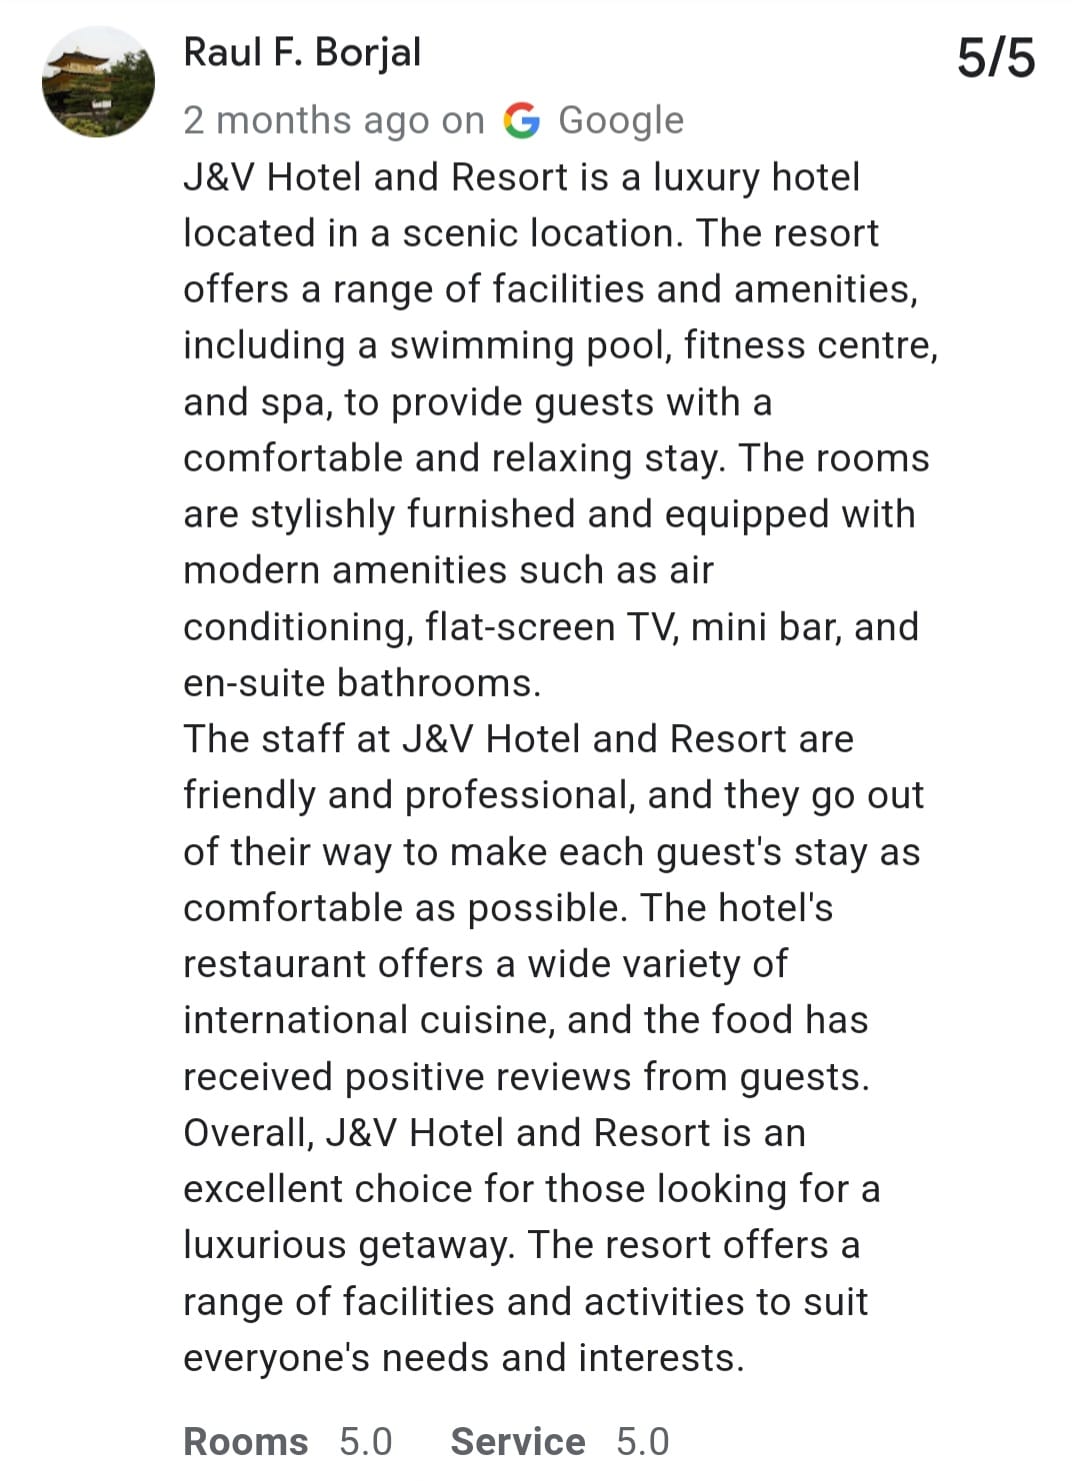 Raul F. Borjal
5/5
2 months ago on G Google
J&V Hotel and Resort is a luxury hotel
located in a scenic location. The resort
offers a range of facilities and amenities,
including a swimming pool, fitness centre,
and spa, to provide guests with a
comfortable and relaxing stay. The rooms
are stylishly furnished and equipped with
modern amenities such as air
conditioning, flat-screen TV, mini bar, and
en-suite bathrooms.
The staff at J&V Hotel and Resort are
friendly and professional, and they go out
of their way to make each guest's stay as
comfortable as possible. The hotel's
restaurant offers a wide variety of
international cuisine, and the food has
received positive reviews from guests.
Overall, J&V Hotel and Resort is an
excellent choice for those looking for a
luxurious getaway. The resort offers a
range of facilities and activities to suit
everyone's needs and interests.
Rooms 5.0 Service 5.0